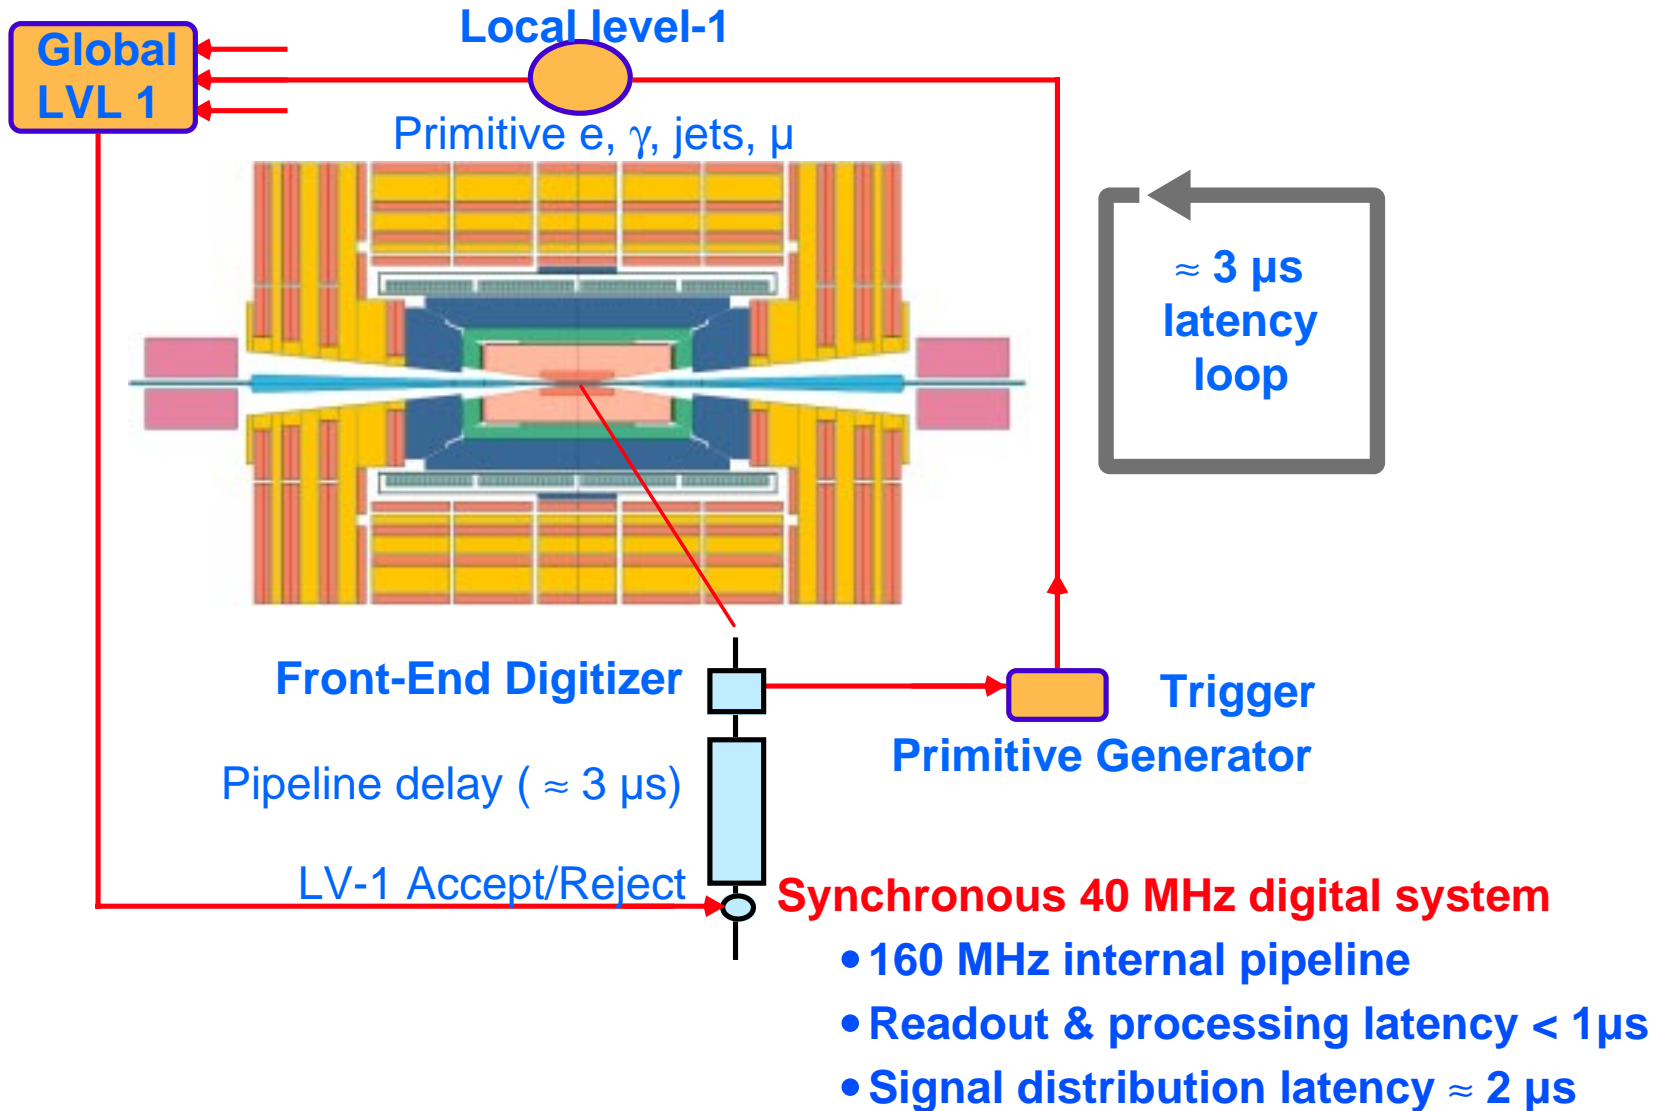 Local level-1
Global
LVL 1
Primitive e, γ, jets, μ
≈ 3 μs
latency
loop
Front-End Digitizer
Trigger
Primitive Generator
Pipeline delay ( ≈ 3 μs)
LV-1 Accept/Reject
Synchronous 40 MHz digital system
• 160 MHz internal pipeline
• Readout & processing latency < 1μs
• Signal distribution latency ≈ 2 μs